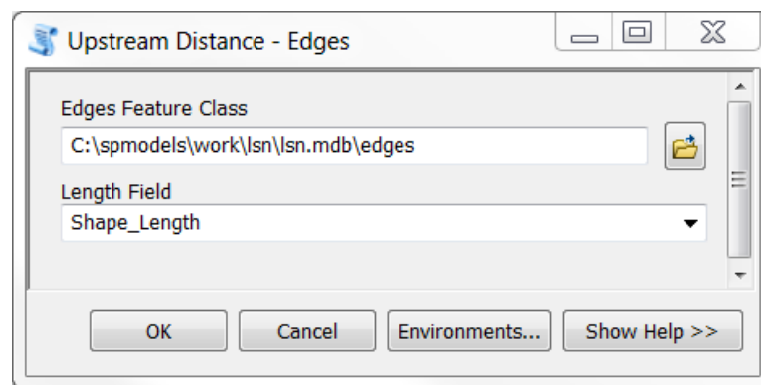 Upstream Distance - Edges
Edges Feature Class
C:\spmodels\work\lsn\lsn.mdb\edges
Length Field
Shape_Length
OK Cancel Environments... Show Help >>